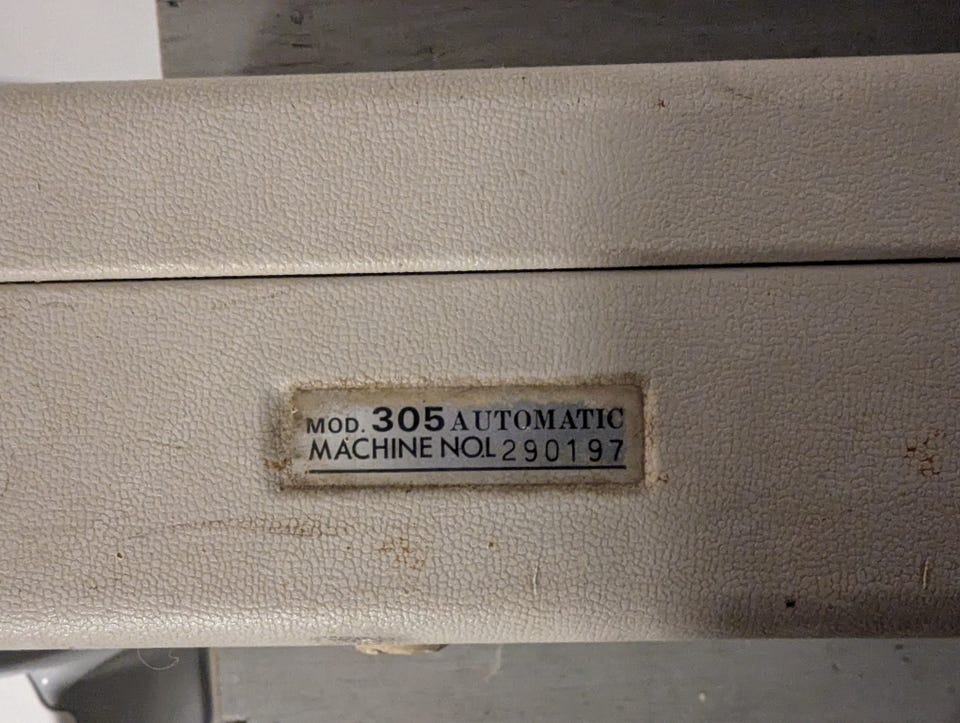 MOD. 305 AUTOMATIC
MACHINE NO.L 290197